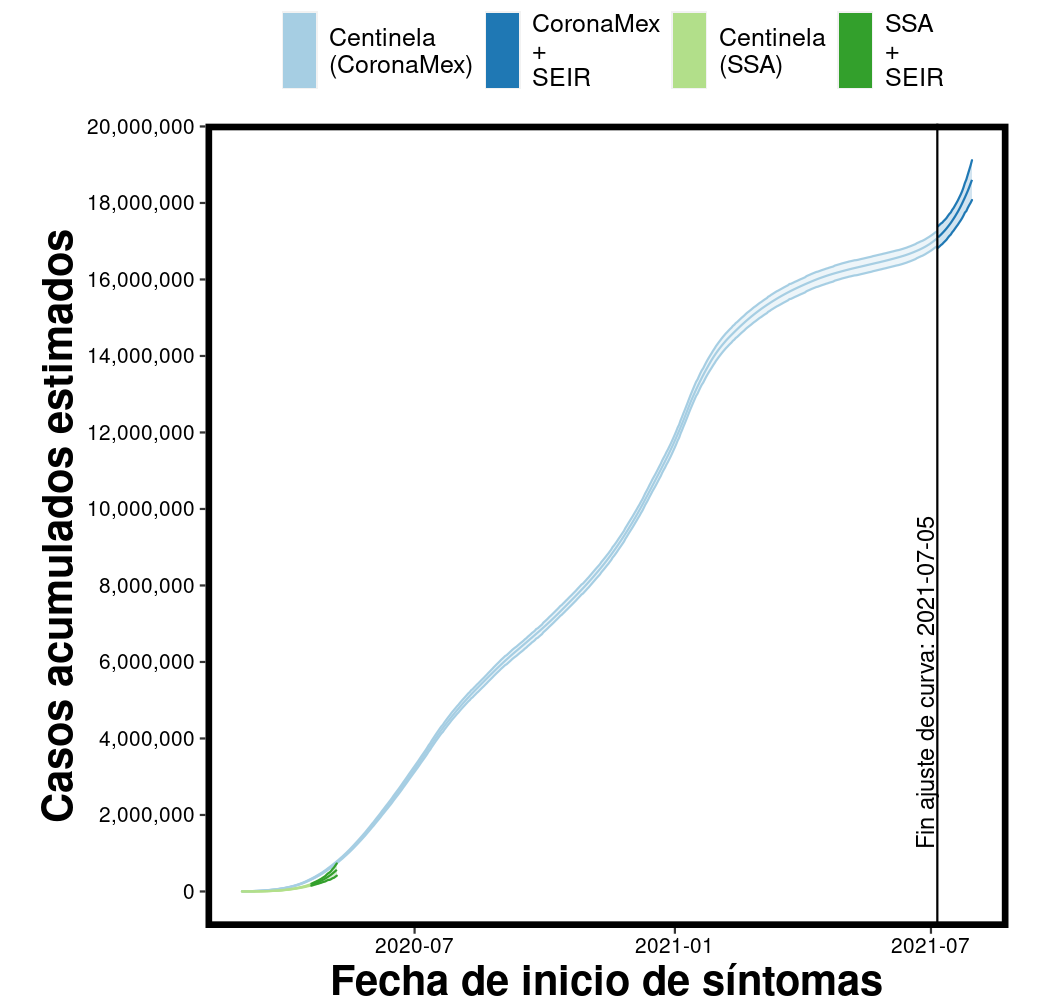 Centinela
(CoronaMex)
CoronaMex
+
SEIR
Centinela
(SSA)
SSA
+
SEIR
Casos acumulados estimados
20,000,000
18,000,000
16,000,000
14,000,000
12,000,000
10,000,000
8,000,000
6,000,000
4,000,000
2,000,000
0
Fin ajuste de curva: 2021-07-05
2020-07
2021-01
2021-07
Fecha de inicio de síntomas